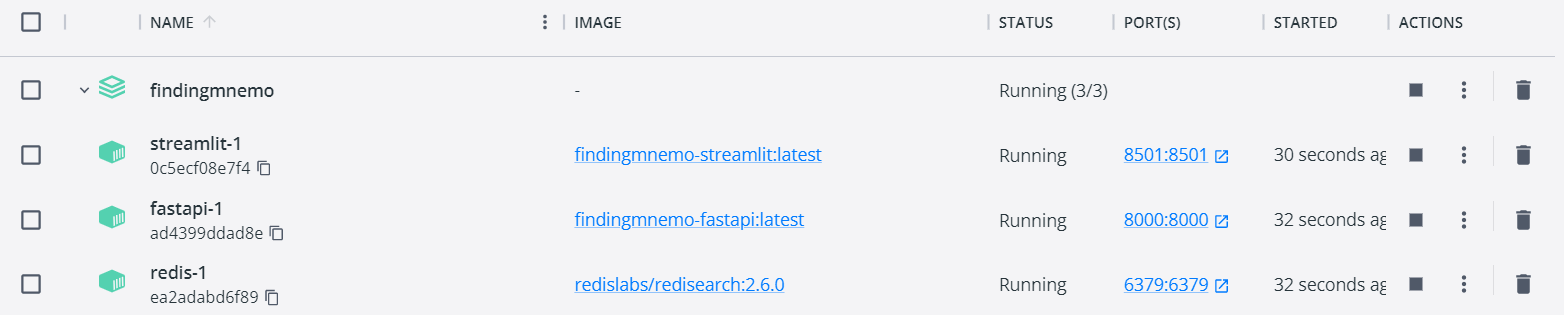 NAME IMAGE STATUS PORT(S) STARTED ACTIONS
findingmnemo - Running (3/3)
streamlit-1
0c5ecf08e7f4 findingmnemo-streamlit:latest Running 8501:8501 30 seconds ag
fastapi-1
ad4399ddad8e findingmnemo-fastapi:latest Running 8000:8000 32 seconds ag
redis-1
ea2adabd6f89 redislabs/redisearch:2.6.0 Running 6379:6379 32 seconds ag